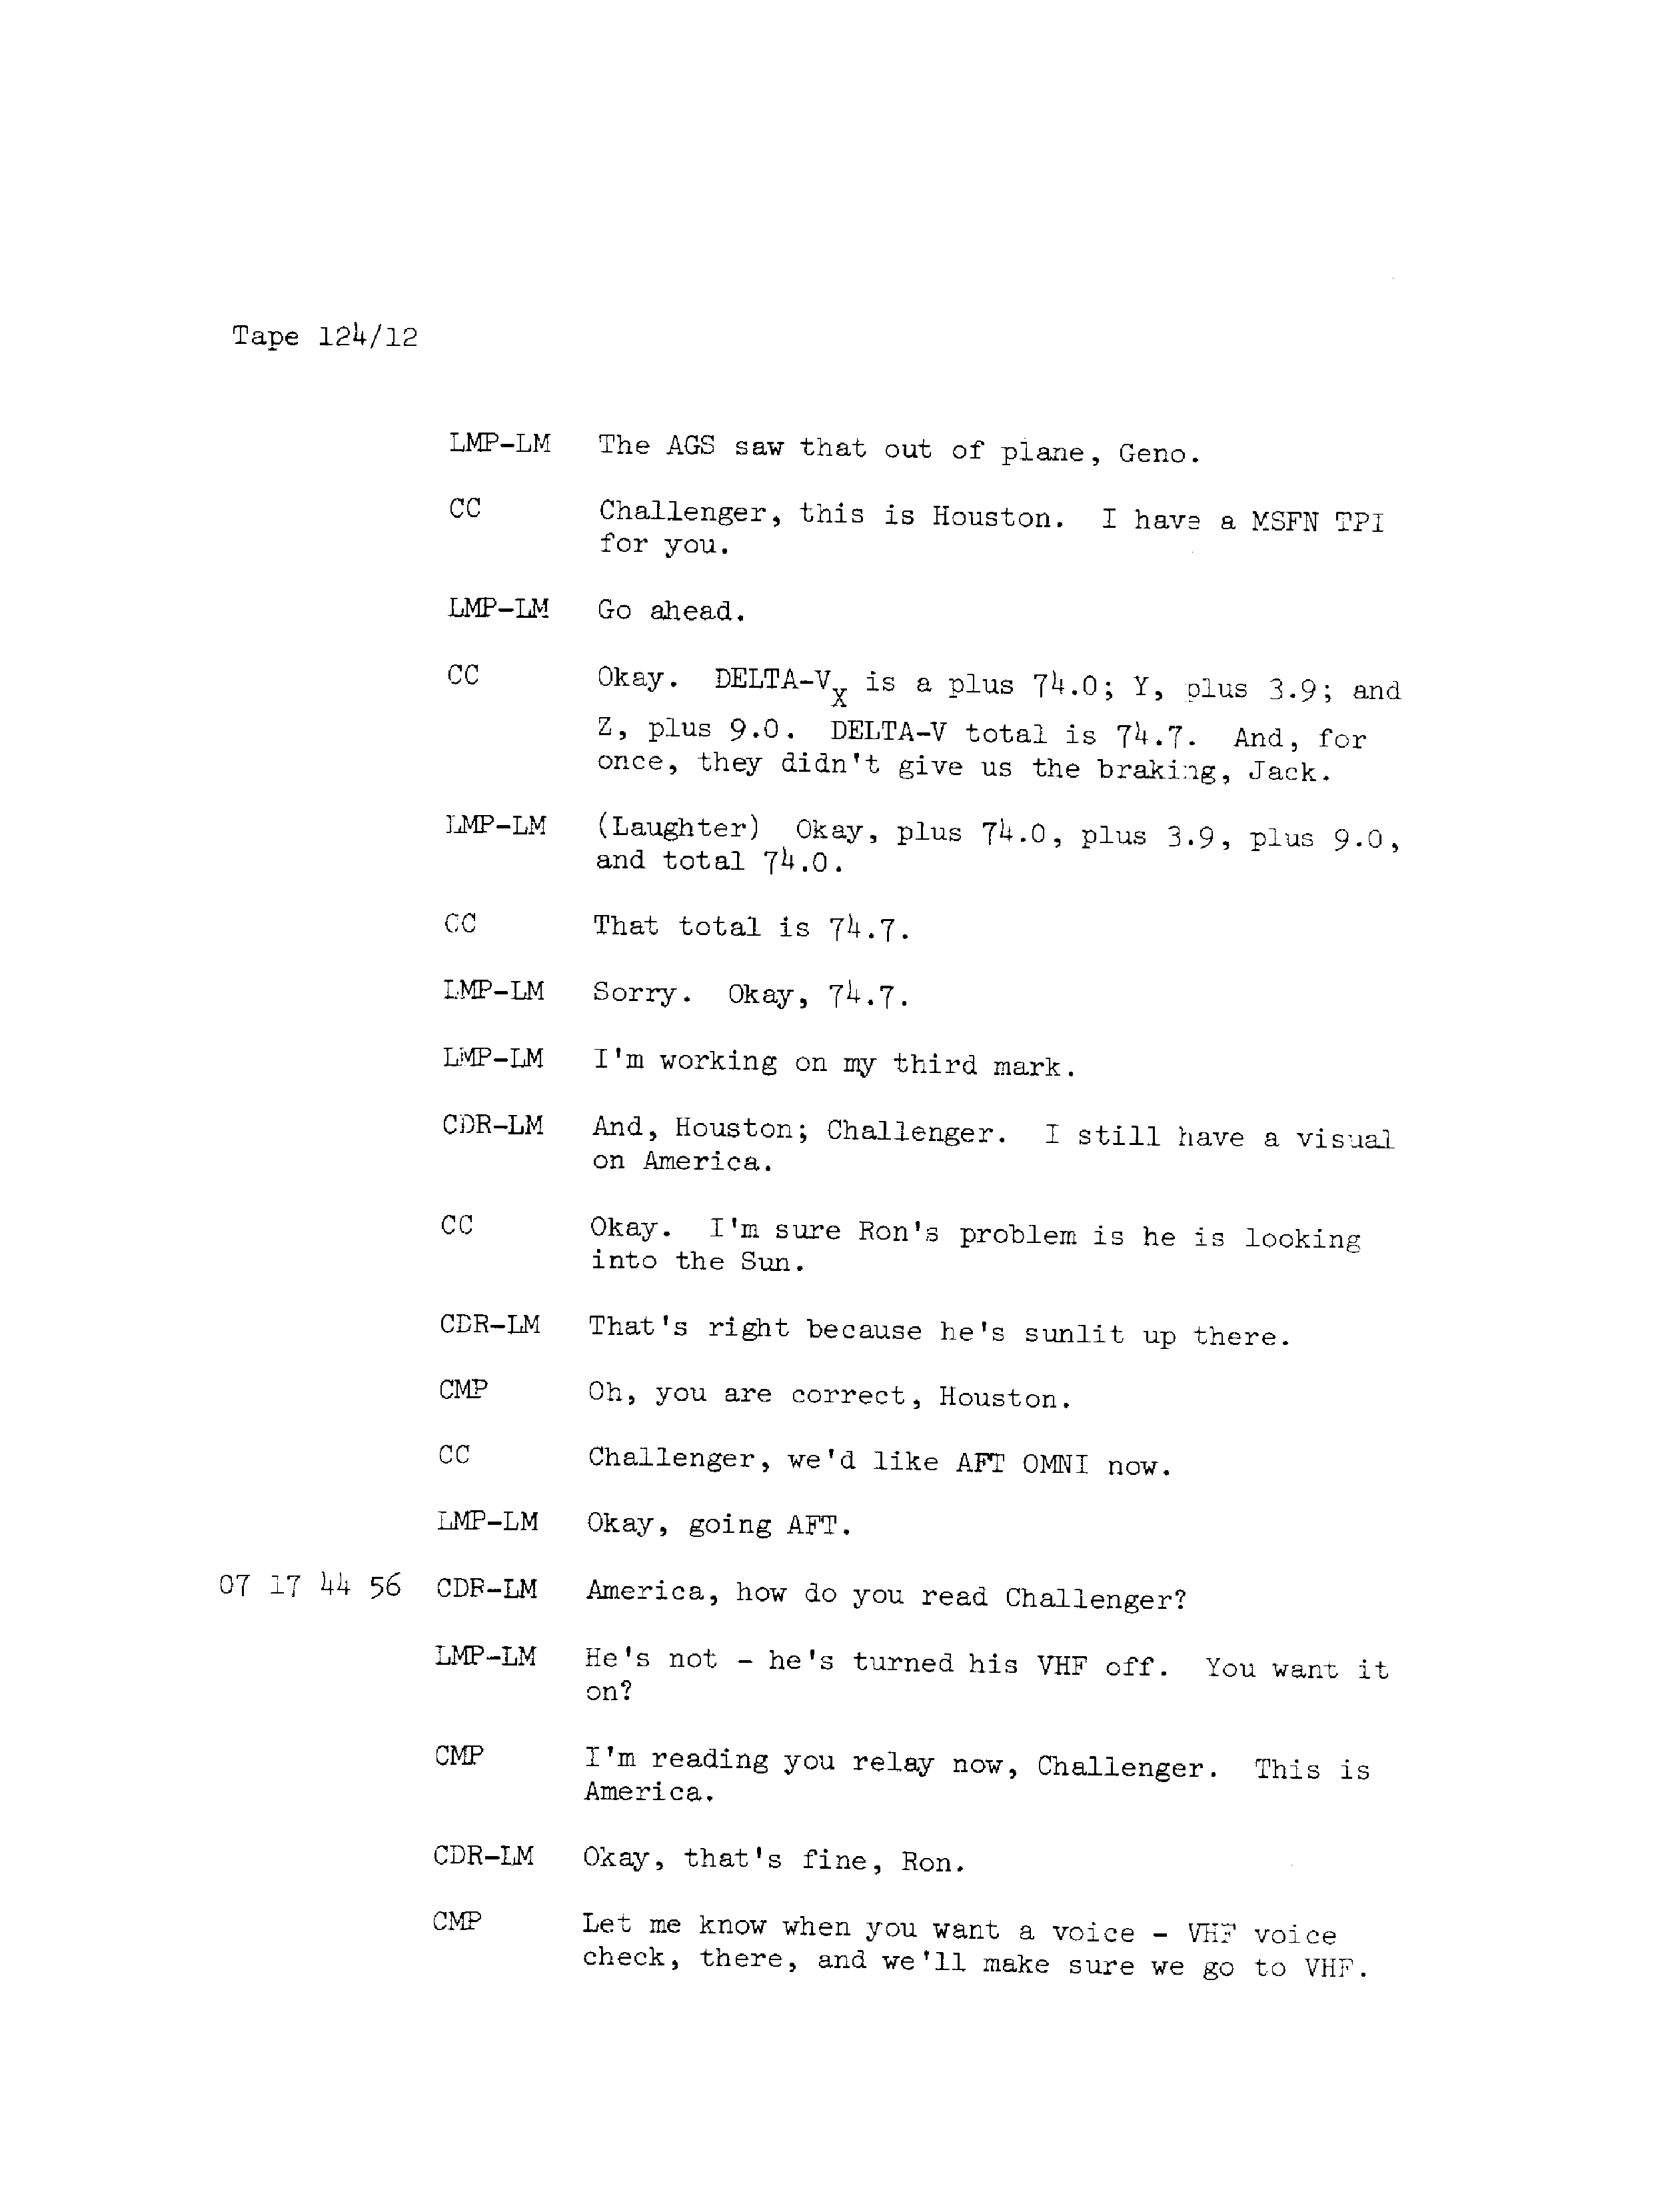 Tape 124/12
LMP-LM The AGS saw that out of plane, Geno.
CC Challenger, this is Houston. I have a MSFN TPI
for you.
LMP-LM Go ahead.
CC Okay. DELTA-VX is a plus 74.0; Y, plus 3.9; and
Z, plus 9.0. DELTA-V total is 74.7. And, for
once, they didn't give us the braking, Jack.
LMP-LM (Laughter) Okay, plus 74.0, plus 3.9, plus 9.0,
and total 74.0.
CC That total is 74.7.
LMP-LM Sorry. Okay, 74.7.
LMP-LM I'm working on my third mark.
CDR-LM And, Houston; Challenger. I still have a visual
on America.
CC Okay. I'm sure Ron's problem is he is looking
into the Sun.
CDR-LM That's right because he's sunlit up there.
CMP Oh, you are correct, Houston.
CC Challenger, we'd like AFT OMNI now.
LMP-LM Okay, going AFT.
07 17 44 56 CDR-LM America, how do you read Challenger?
LMP-LM He's not - he's turned his VHF off. You want it
on?
CMP I'm reading you relay now, Challenger. This is
America.
CDR-LM Okay, that's fine, Ron.
CMP Let me know when you want a voice - VHF voice
check, there, and we'll make sure we go to VHF.